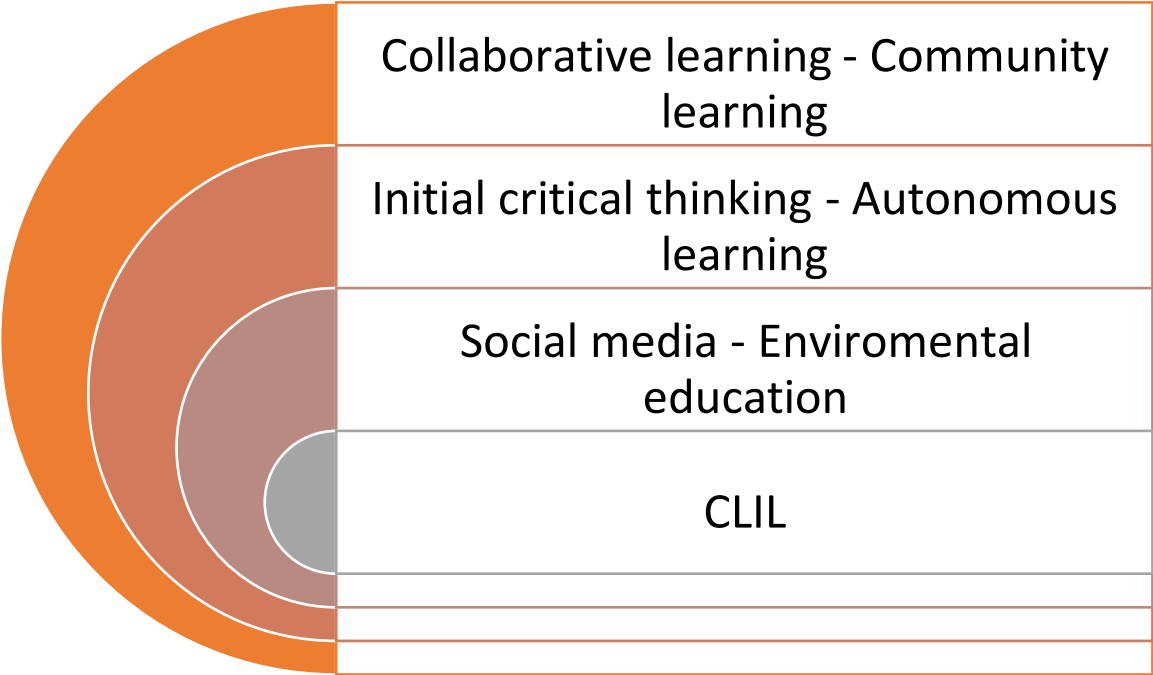 Collaborative learning - Community
learning
Initial critical thinking - Autonomous
learning
Social media - Enviromental
education
CLIL